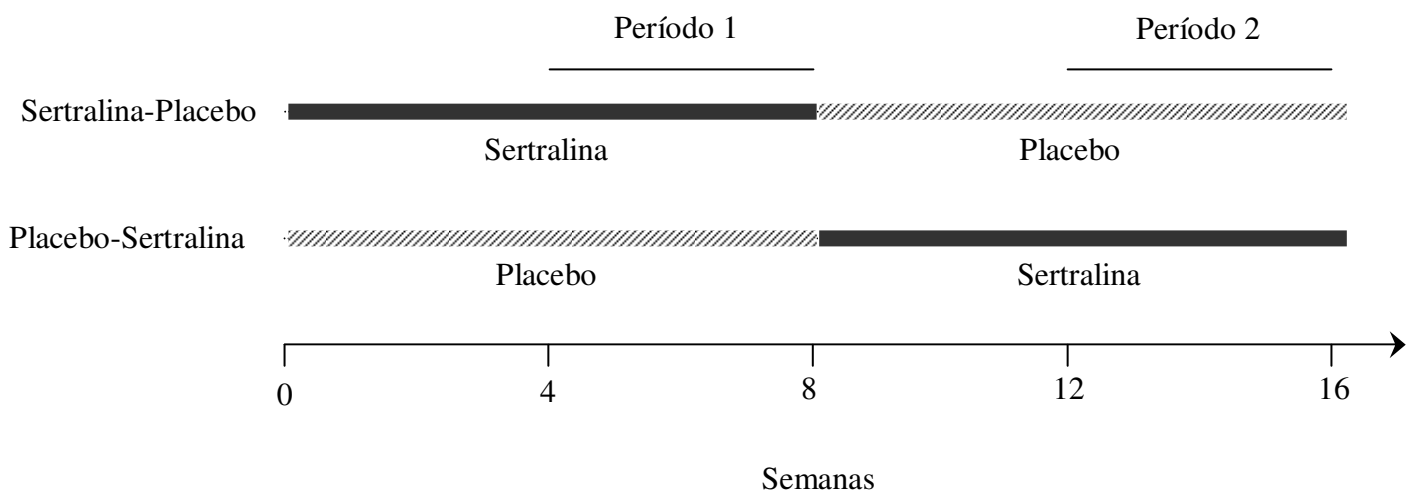 Período 1
Período 2
Sertralina-Placebo
Sertralina
Placebo
Placebo-Sertralina
Placebo
Sertralina
0
4
8
12
16
Semanas